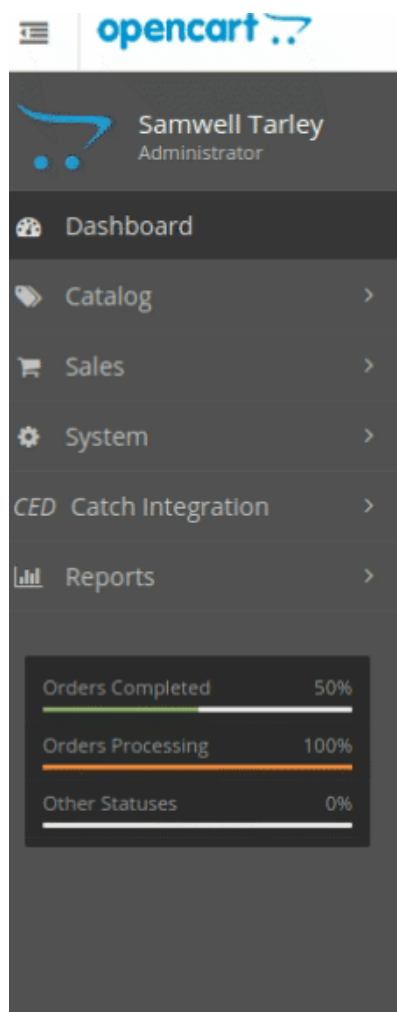 opencart
Samwell Tarley
Administrator
Dashboard
Catalog
Sales
System
CED Catch Integration
Reports
Orders Completed 50%
Orders Processing 100%
Other Statuses 0%